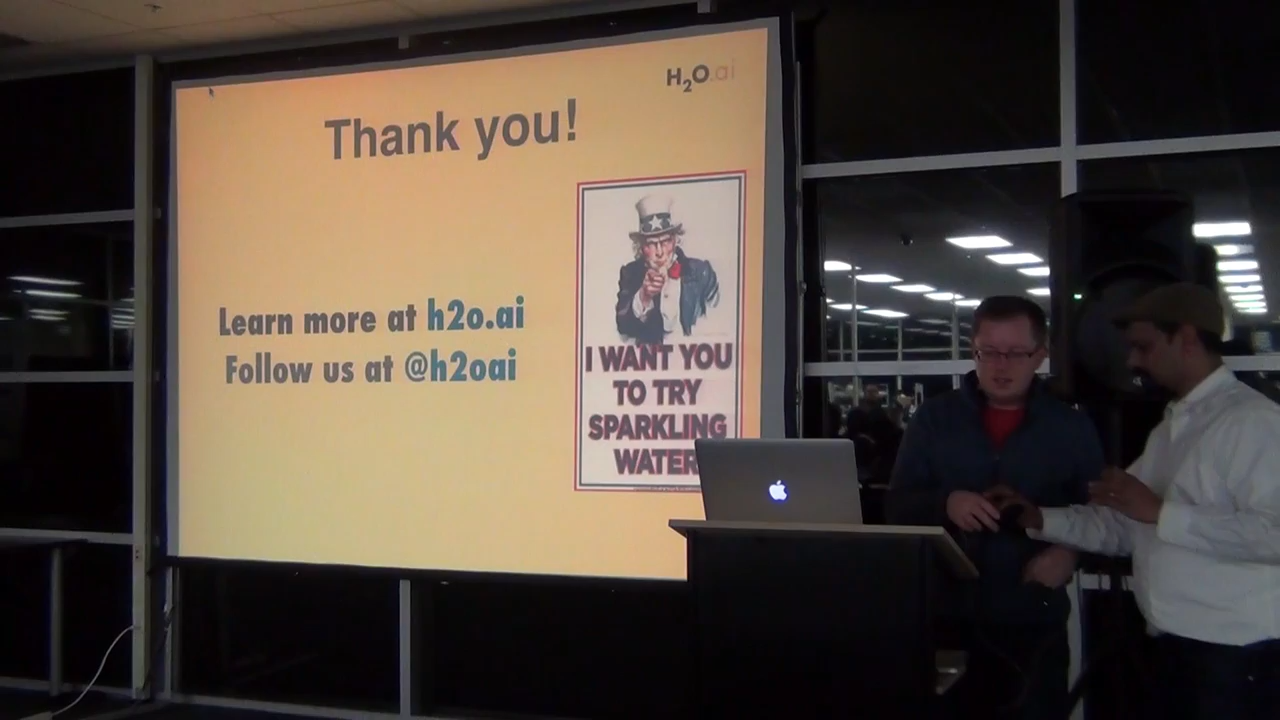 H2O.ai
Thank you!
Learn more at h2o.ai
Follow us at @h2oai
I WANT YOU
TO TRY
SPARKLING
WATER